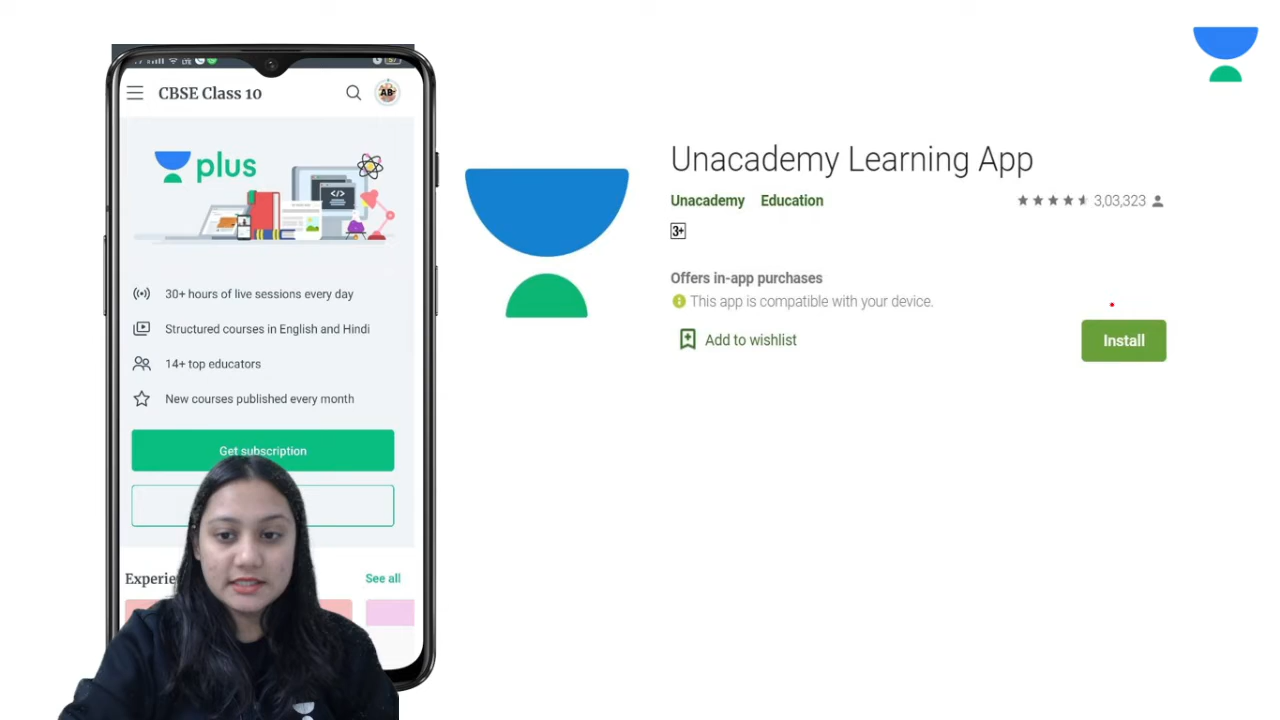 CBSE Class 10
AB
plus
30+ hours of live sessions every day
Structured courses in English and Hindi
14+ top educators
New courses published every month
Get subscription
See all
Unacademy Learning App
Unacademy Education
3,03,323
3+
Offers in-app purchases
This app is compatible with your device.
Add to wishlist
Install